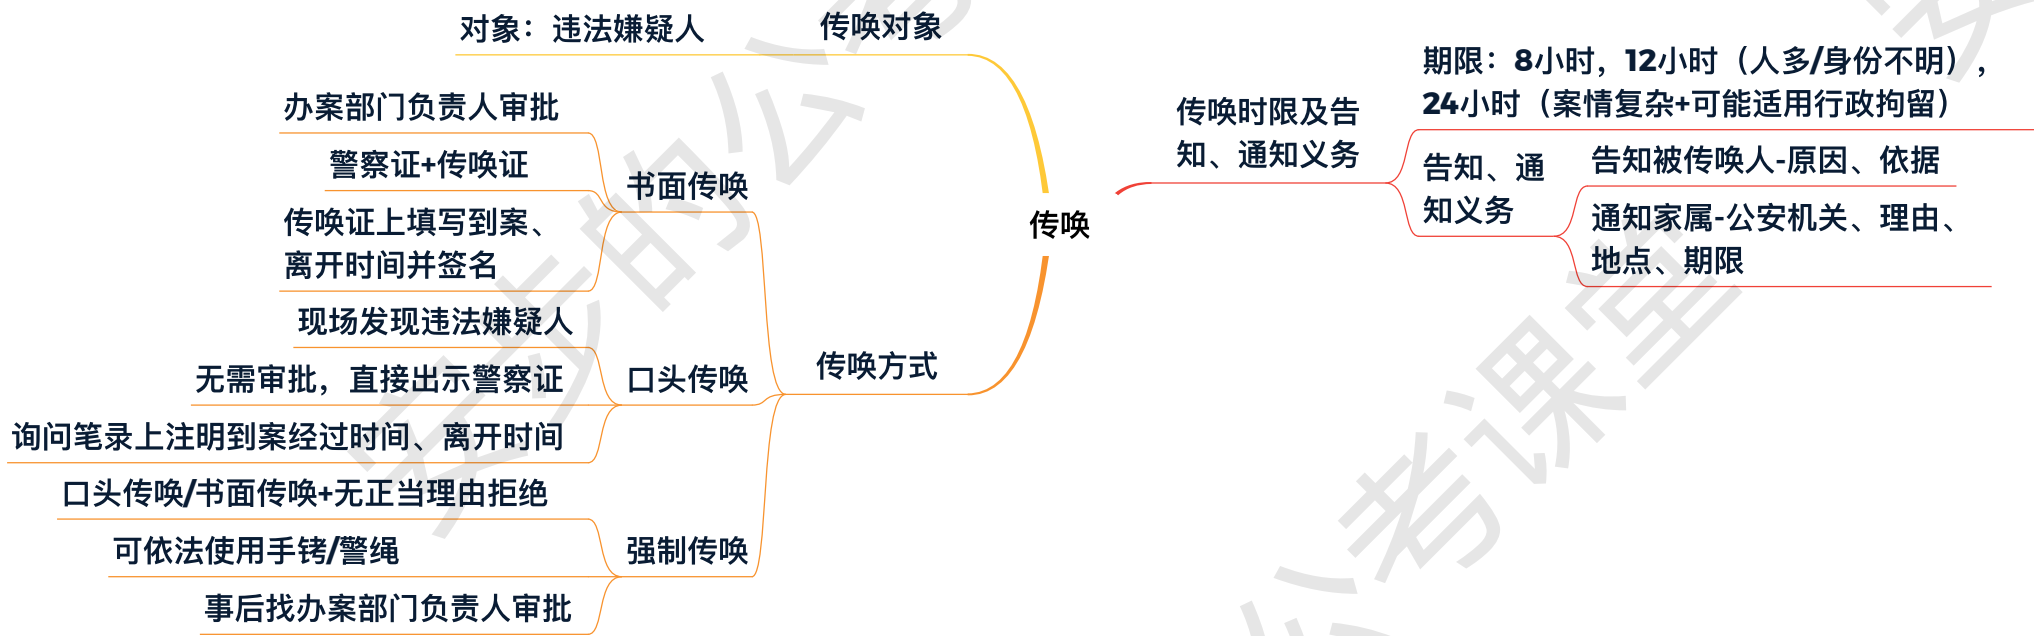 传唤
传唤对象
对象：违法嫌疑人
传唤方式
书面传唤
办案部门负责人审批
警察证+传唤证
传唤证上填写到案、
离开时间并签名
口头传唤
现场发现违法嫌疑人
无需审批，直接出示警察证
询问笔录上注明到案经过时间、离开时间
强制传唤
口头传唤/书面传唤+无正当理由拒绝
可依法使用手铐/警绳
事后找办案部门负责人审批
传唤时限及告
知、通知义务
期限：8小时，12小时（人多/身份不明），
24小时（案情复杂+可能适用行政拘留）
告知、通
知义务
告知被传唤人-原因、依据
通知家属-公安机关、理由、
地点、期限
安步的公考
公考课堂